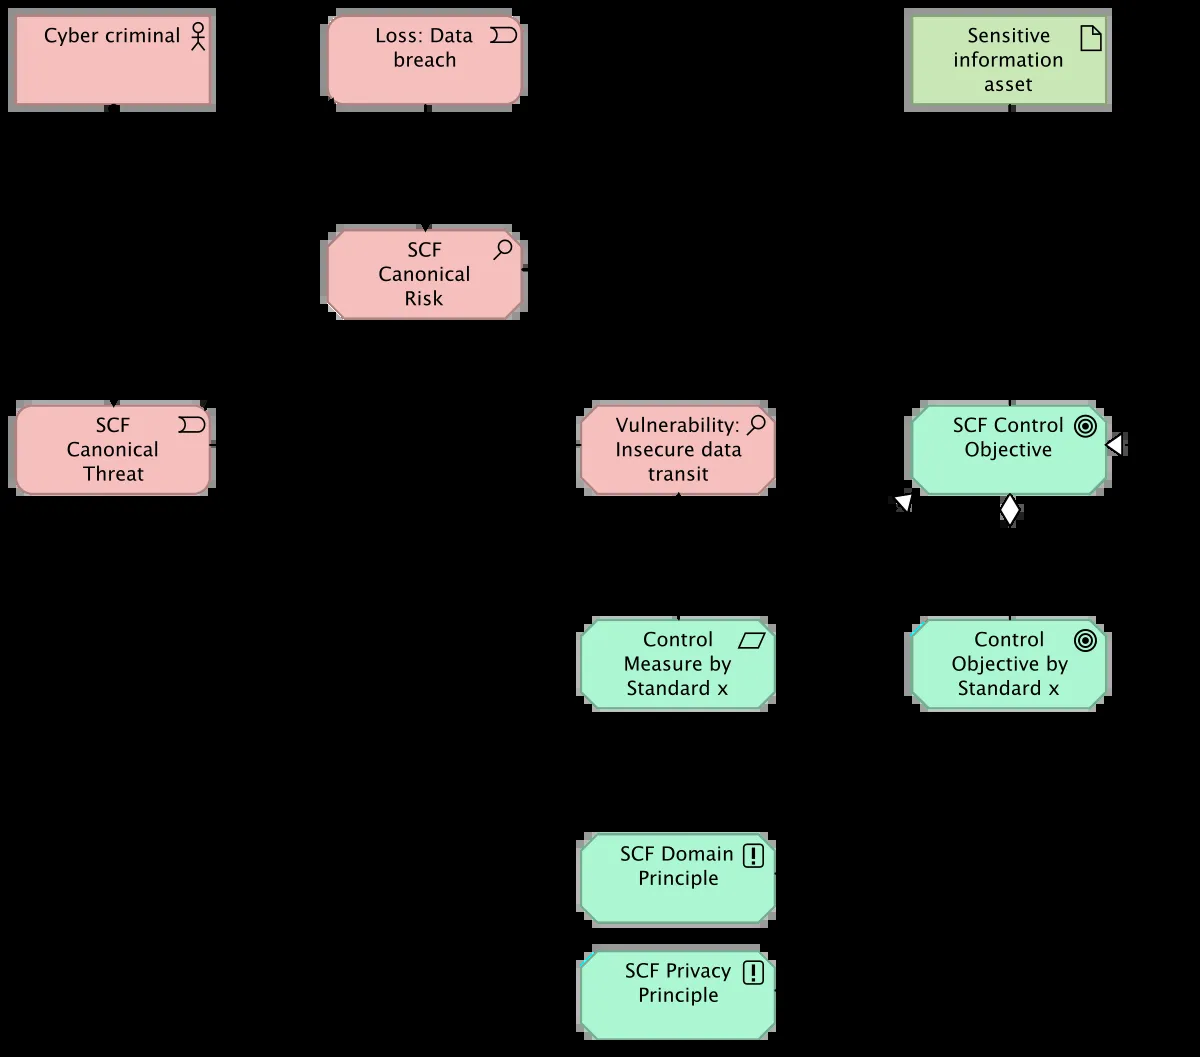 Cyber criminal
Loss: Data
breach
Sensitive
information
asset
SCF
Canonical
Risk
SCF
Canonical
Threat
Vulnerability:
Insecure data
transit
SCF Control
Objective
Control
Measure by
Standard x
Control
Objective by
Standard x
SCF Domain
Principle
SCF Privacy
Principle